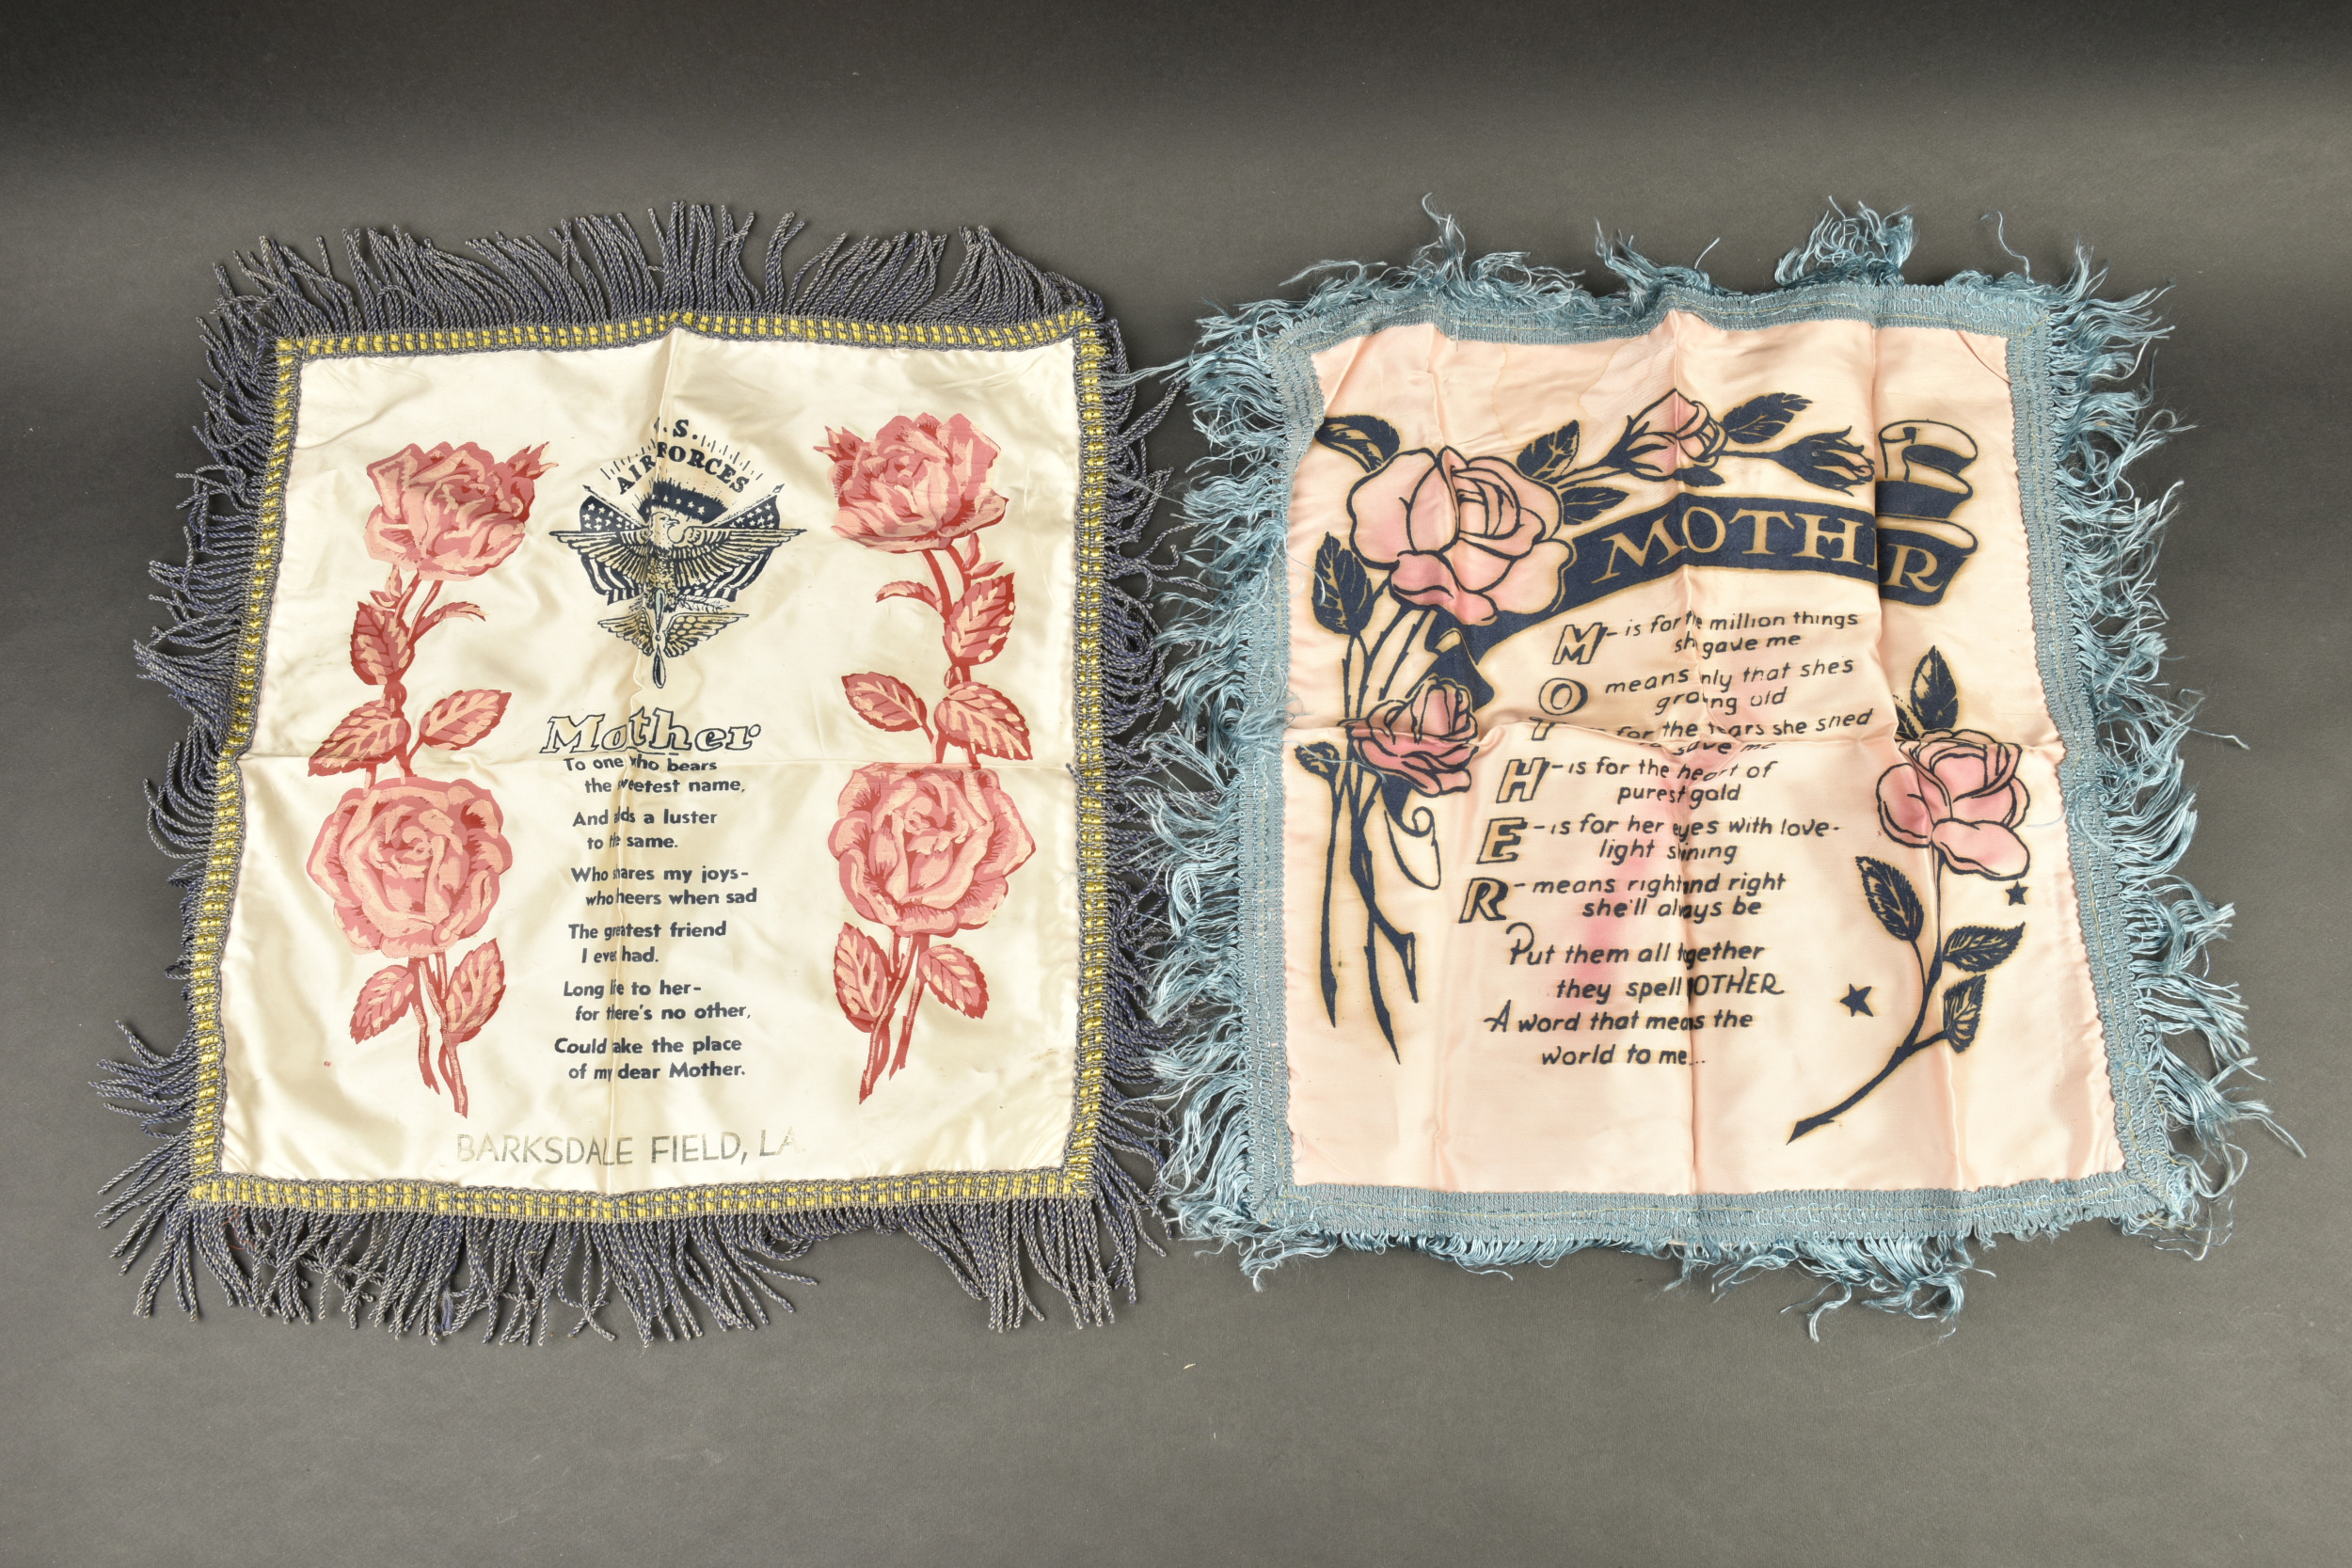 .S.
AIR FORCES
Mother
To one who bears
the sweetest name,
And adds a luster
to the same.
Who shares my joys-
who cheers when sad
The greatest friend
I ever had.
Long life to her-
for there's no other,
Could take the place
of my dear Mother.
BARKSDALE FIELD, LA
MOTHER
M - is for the million things
she gave me
O means only that she's
growing old
T is for the tears she shed
to save me
H - is for the heart of
purest gold
E - is for her eyes with love-
light shining
R - means right and right
she'll always be
Put them all together
they spell MOTHER
A word that means the
world to me...